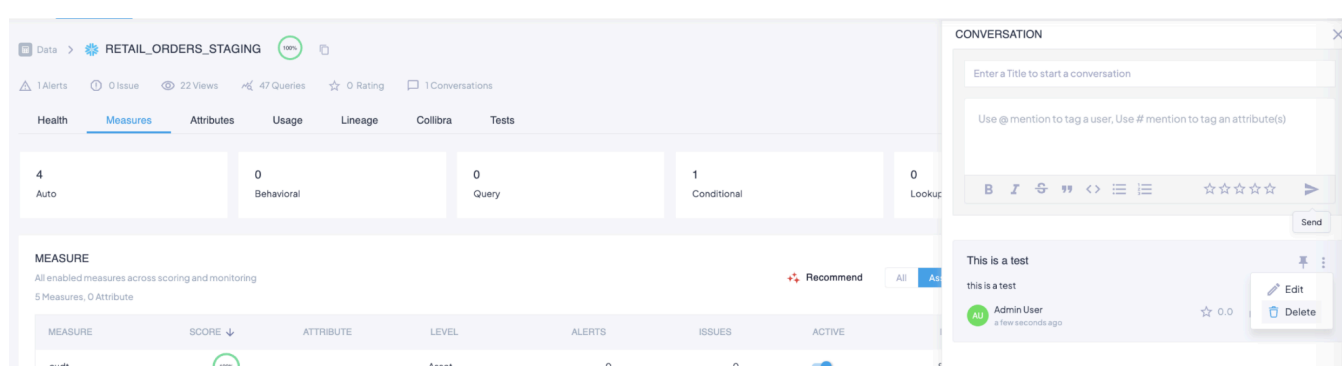 Data > RETAIL_ORDERS_STAGING 100%
1 Alerts 0 Issue 22 Views 47 Queries 0 Rating 1 Conversations
Health Measures Attributes Usage Lineage Collibra Tests
4
Auto
0
Behavioral
0
Query
1
Conditional
0
Lookup
MEASURE
All enabled measures across scoring and monitoring
5 Measures, 0 Attribute
Recommend All
MEASURE SCORE ATTRIBUTE LEVEL ALERTS ISSUES ACTIVE
CONVERSATION
Enter a Title to start a conversation
Use @ mention to tag a user, Use # mention to tag an attribute(s)
B I S
Send
This is a test
this is a test
AU Admin User
a few seconds ago
0.0
Edit
Delete